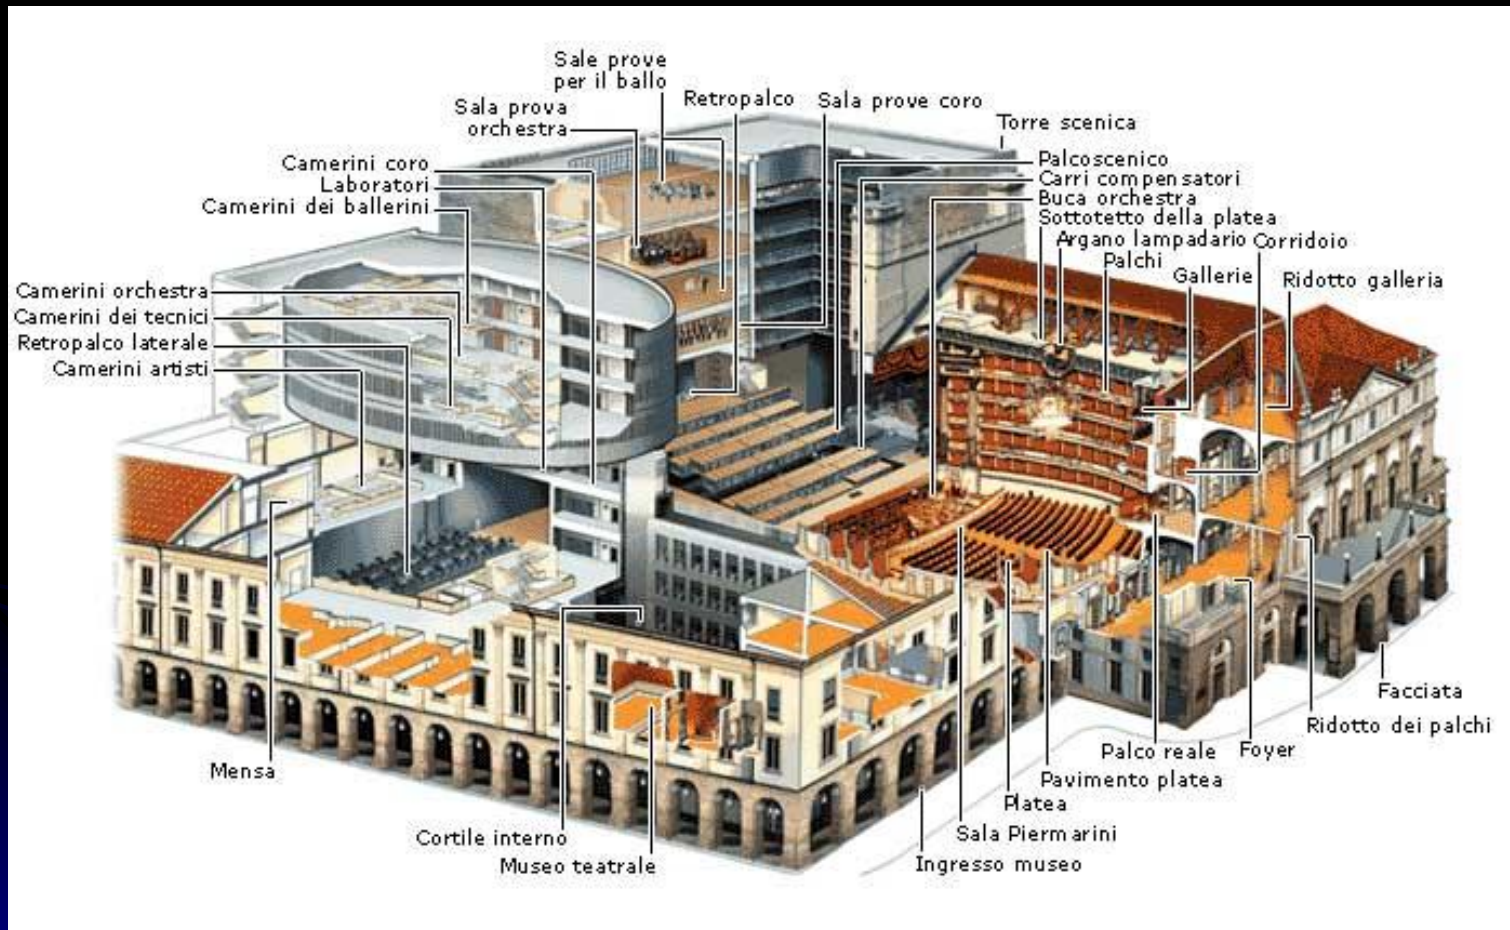 Sale prove
per il ballo
Sala prova
orchestra
Retropalco
Sala prove coro
Torre scenica
Camerini coro
Laboratori
Camerini dei ballerini
Palcoscenico
Carri compensatori
Buca orchestra
Sottotetto della platea
Argano lampadario
Corridoio
Palchi
Gallerie
Ridotto galleria
Camerini orchestra
Camerini dei tecnici
Retropalco laterale
Camerini artisti
Facciata
Ridotto dei palchi
Foyer
Palco reale
Pavimento platea
Platea
Sala Piermarini
Ingresso museo
Mensa
Cortile interno
Museo teatrale